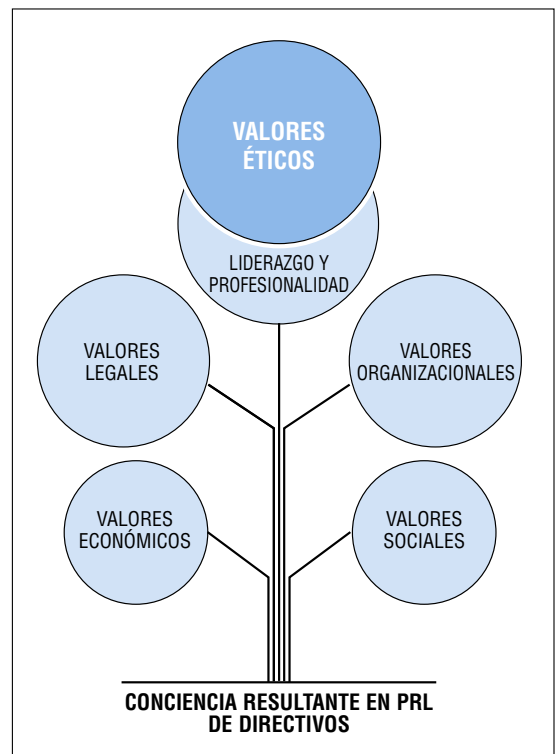 VALORES
ÉTICOS
LIDERAZGO Y
PROFESIONALIDAD
VALORES
LEGALES
VALORES
ORGANIZACIONALES
VALORES
ECONÓMICOS
VALORES
SOCIALES
CONCIENCIA RESULTANTE EN PRL
DE DIRECTIVOS